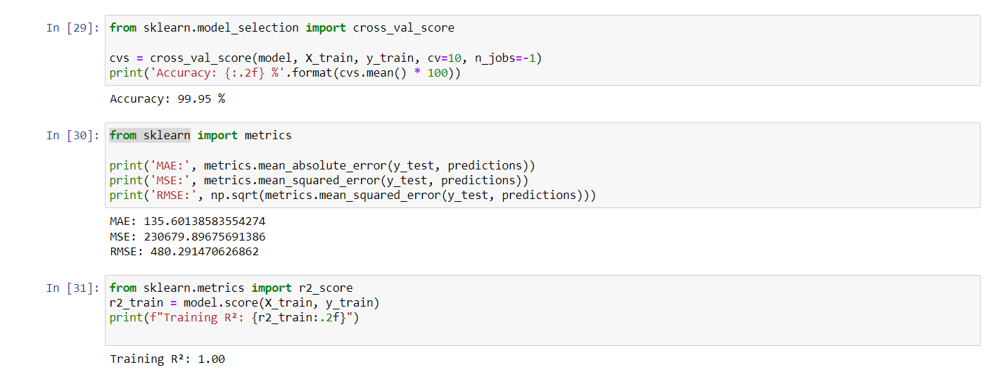 In [29]: from sklearn.model_selection import cross_val_score
cvs = cross_val_score(model, X_train, y_train, cv=10, n_jobs=-1)
print('Accuracy: {:.2f} %'.format(cvs.mean() * 100))
Accuracy: 99.95 %
In [30]: from sklearn import metrics
print('MAE:', metrics.mean_absolute_error(y_test, predictions))
print('MSE:', metrics.mean_squared_error(y_test, predictions))
print('RMSE:', np.sqrt(metrics.mean_squared_error(y_test, predictions)))
MAE: 135.60138583554274
MSE: 230679.89675691386
RMSE: 480.291470626862
In [31]: from sklearn.metrics import r2_score
r2_train = model.score(X_train, y_train)
print(f"Training R²: {r2_train:.2f}")
Training R²: 1.00